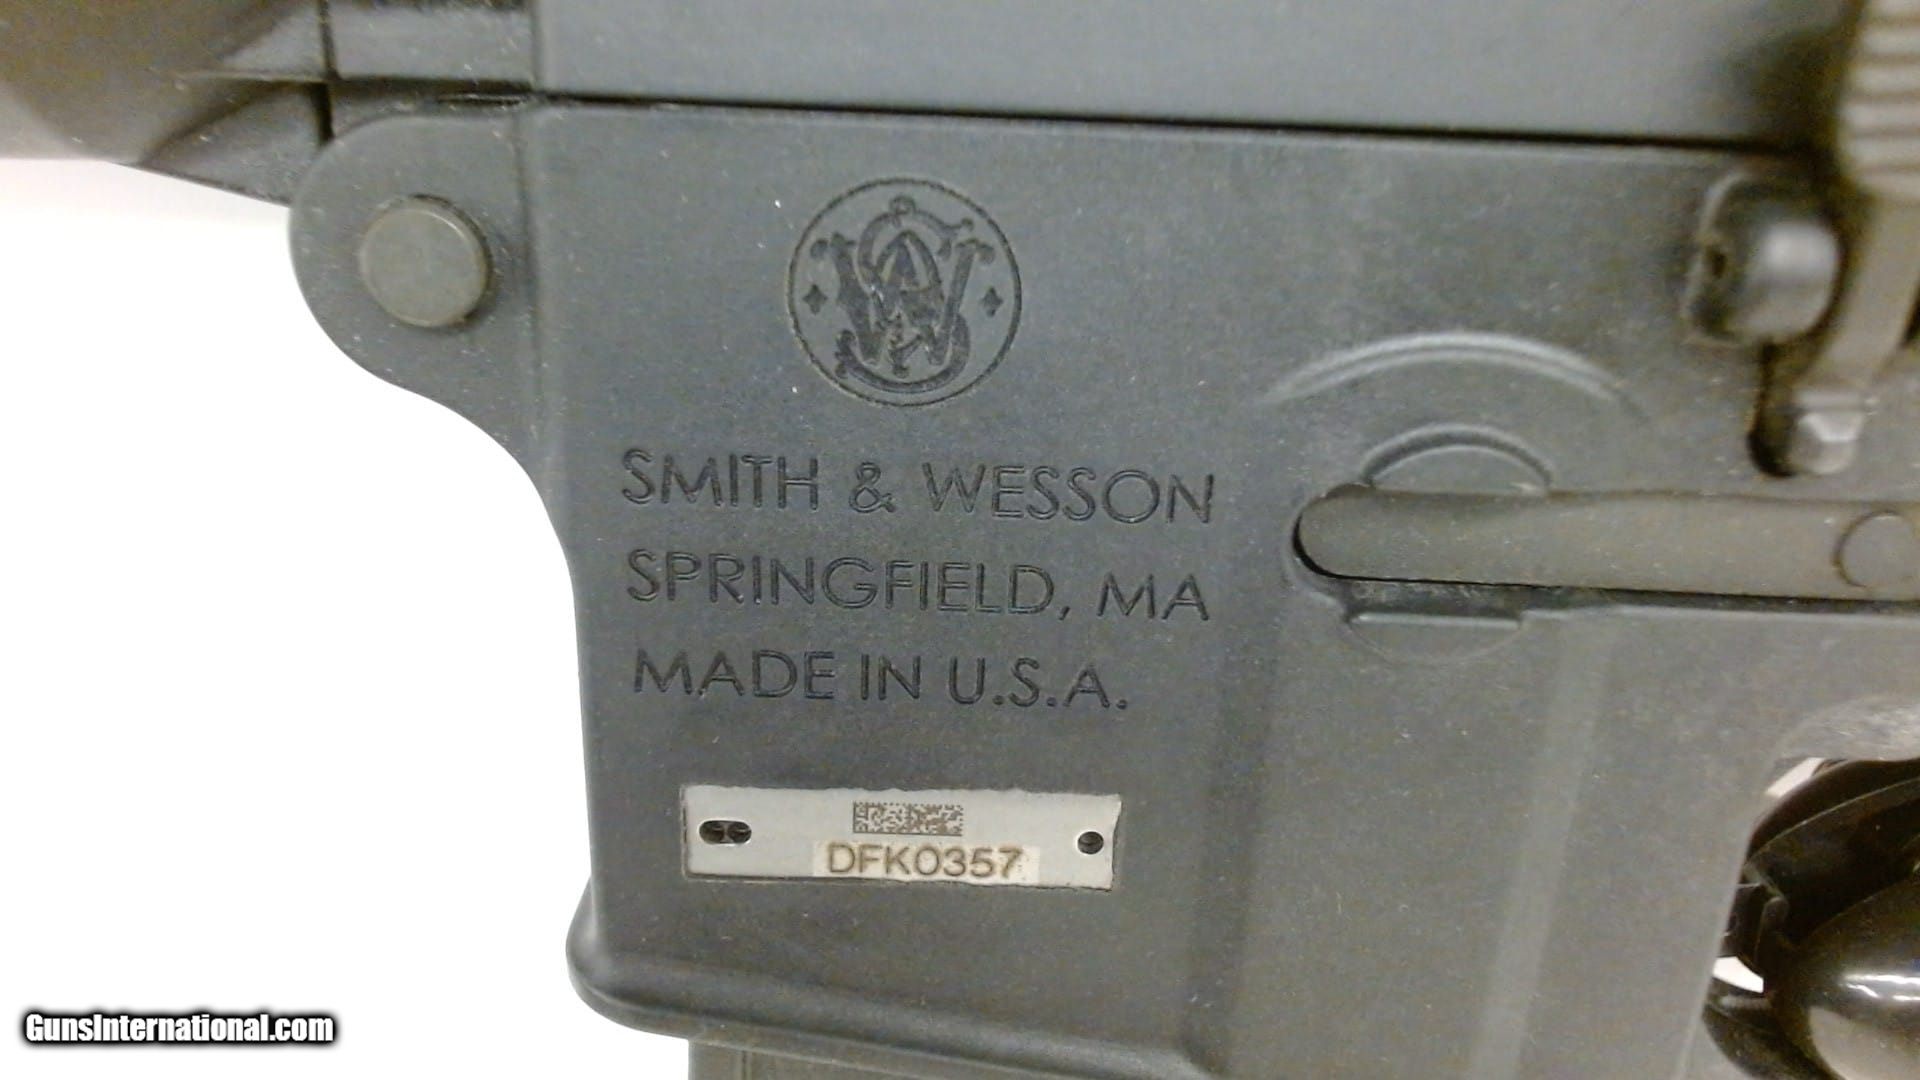 SMITH & WESSON
SPRINGFIELD, MA
MADE IN U.S.A.
DFK0357
GunsInternational.com